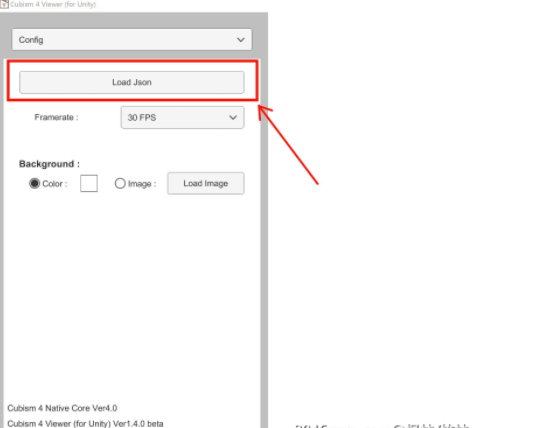 Cubism 4 Viewer (for Unity)
Config
Load Json
Framerate :
30 FPS
Background :
Color :
Image :
Load Image
Cubism 4 Native Core Ver4.0
Cubism 4 Viewer (for Unity) Ver1.4.0 beta